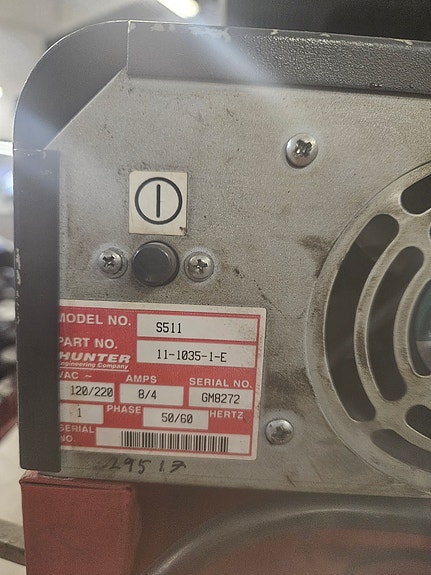 MODEL NO. S511
PART NO. 11-1035-1-E
HUNTER
Engineering Company
VAC ~ AMPS SERIAL NO.
120/220 8/4 GM8272
1 PHASE 50/60 HERTZ
SERIAL
NO